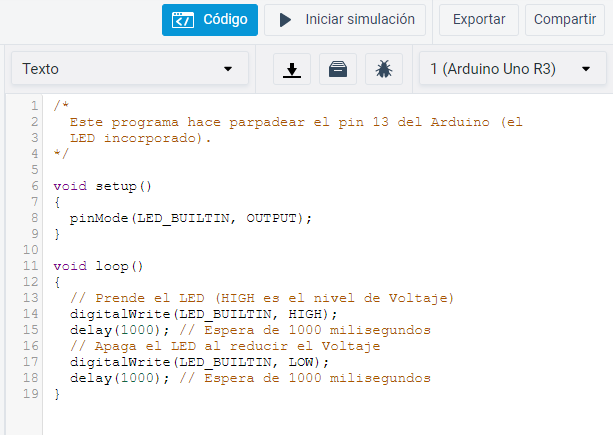 Código
Iniciar simulación
Exportar
Compartir
Texto
1 (Arduino Uno R3)
1 /*
2   Este programa hace parpadear el pin 13 del Arduino (el
3   LED incorporado).
4 */
5
6 void setup()
7 {
8   pinMode(LED_BUILTIN, OUTPUT);
9 }
10
11 void loop()
12 {
13   // Prende el LED (HIGH es el nivel de Voltaje)
14   digitalWrite(LED_BUILTIN, HIGH);
15   delay(1000); // Espera de 1000 milisegundos
16   // Apaga el LED al reducir el Voltaje
17   digitalWrite(LED_BUILTIN, LOW);
18   delay(1000); // Espera de 1000 milisegundos
19 }